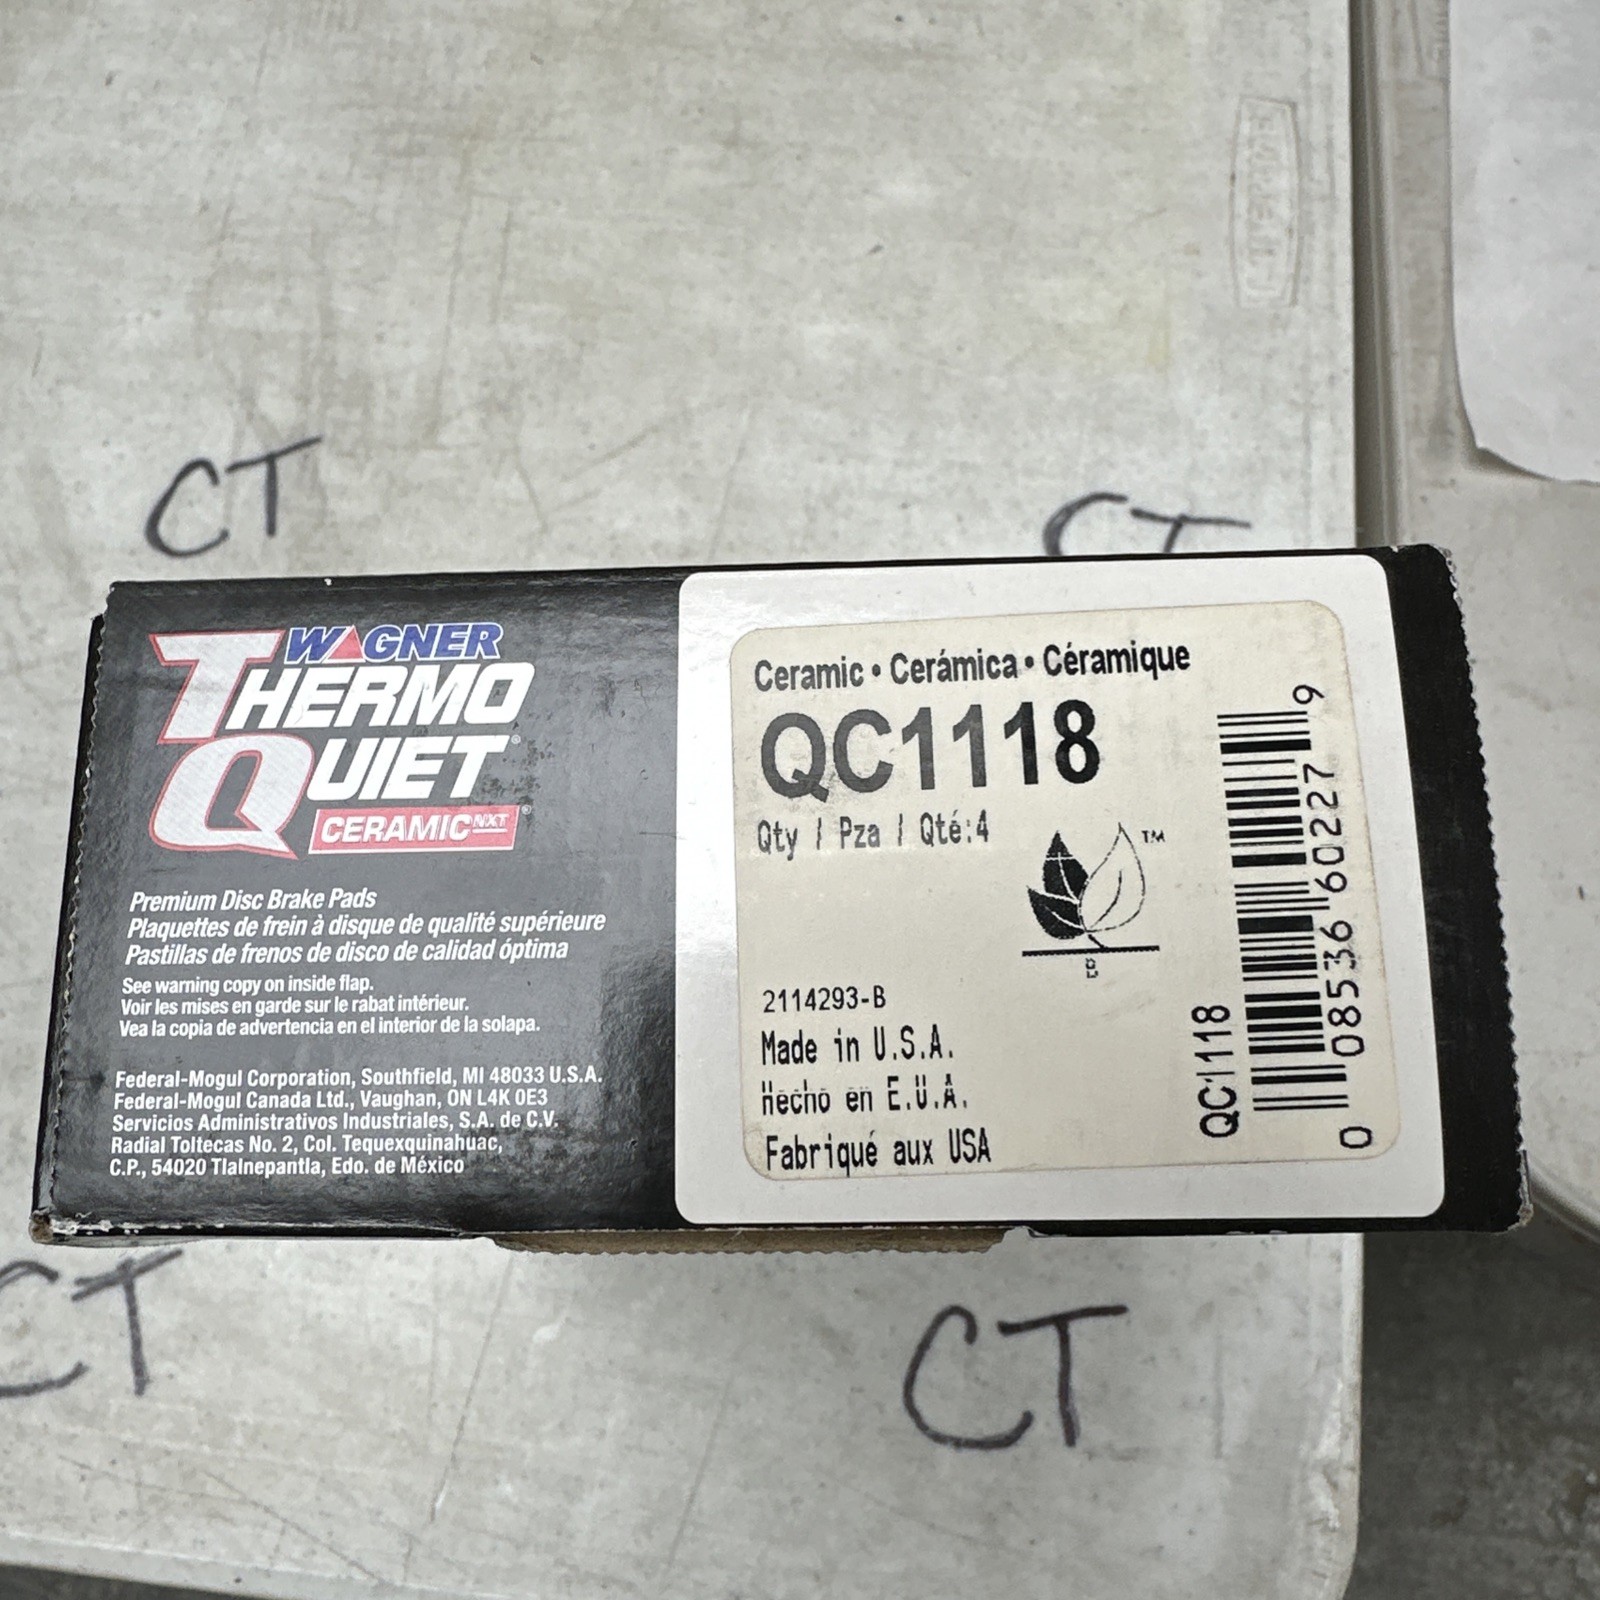 LIFETIME
CT
CT
WAGNER
THERMO
QUIET®
CERAMIC NXT®
Premium Disc Brake Pads
Plaquettes de frein à disque de qualité supérieure
Pastillas de frenos de disco de calidad óptima
See warning copy on inside flap.
Voir les mises en garde sur le rabat intérieur.
Vea la copia de advertencia en el interior de la solapa.
Federal-Mogul Corporation, Southfield, MI 48033 U.S.A.
Federal-Mogul Canada Ltd., Vaughan, ON L4K 0E3
Servicios Administrativos Industriales, S.A. de C.V.
Radial Toltecas No. 2, Col. Tequexquinahuac,
C.P., 54020 Tlalnepantla, Edo. de México
Ceramic • Cerámica • Céramique
QC1118
Qty / Pza / Qté:4
TM
B
2114293-B
Made in U.S.A.
Hecho en E.U.A.
Fabriqué aux USA
QC1118
0 08536 60227 9
CT
CT